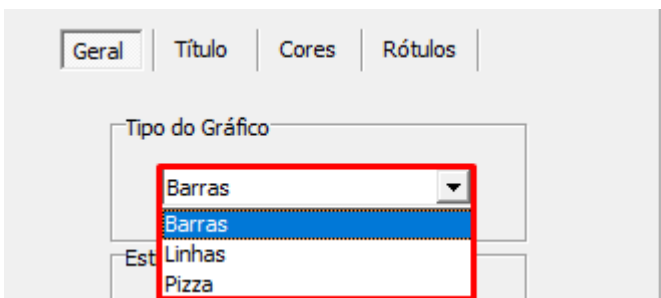 Geral Título Cores Rótulos
Tipo do Gráfico
Barras
Barras
Linhas
Pizza